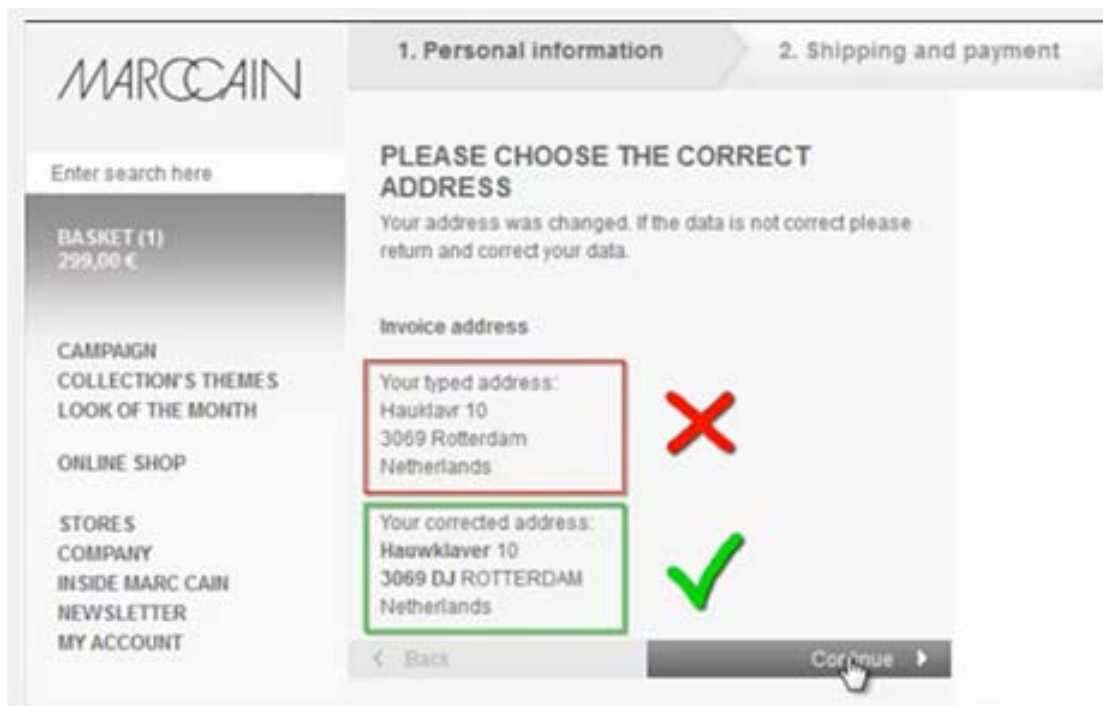 MARCCAIN
1. Personal information
2. Shipping and payment
Enter search here
BASKET (1)
299,00 €
CAMPAIGN
COLLECTION'S THEMES
LOOK OF THE MONTH
ONLINE SHOP
STORES
COMPANY
INSIDE MARC CAIN
NEWSLETTER
MY ACCOUNT
PLEASE CHOOSE THE CORRECT
ADDRESS
Your address was changed. If the data is not correct please
return and correct your data.
Invoice address
Your typed address:
Hauklavr 10
3069 Rotterdam
Netherlands
Your corrected address:
Hauwklaver 10
3069 DJ ROTTERDAM
Netherlands
Back
Continue